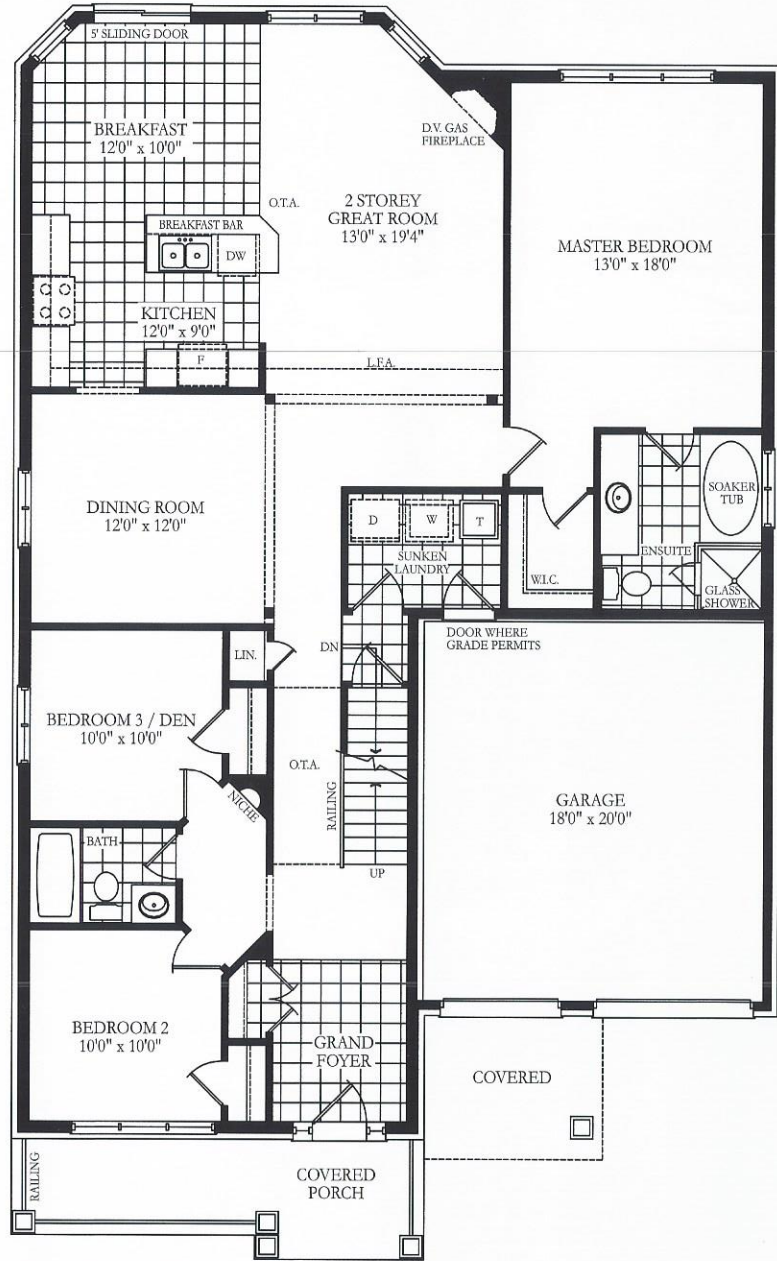 5' SLIDING DOOR
BREAKFAST
12'0" x 10'0"
D.V. GAS
FIREPLACE
O.T.A.
2 STOREY
GREAT ROOM
13'0" x 19'4"
BREAKFAST BAR
DW
MASTER BEDROOM
13'0" x 18'0"
KITCHEN
12'0" x 9'0"
F
L.F.A.
DINING ROOM
12'0" x 12'0"
D
W
T
SUNKEN
LAUNDRY
SOAKER
TUB
ENSUITE
W.I.C.
GLASS
SHOWER
DOOR WHERE
GRADE PERMITS
LIN.
DN
BEDROOM 3 / DEN
10'0" x 10'0"
O.T.A.
RAILING
NICHE
GARAGE
18'0" x 20'0"
BATH
UP
BEDROOM 2
10'0" x 10'0"
GRAND
FOYER
COVERED
RAILING
COVERED
PORCH